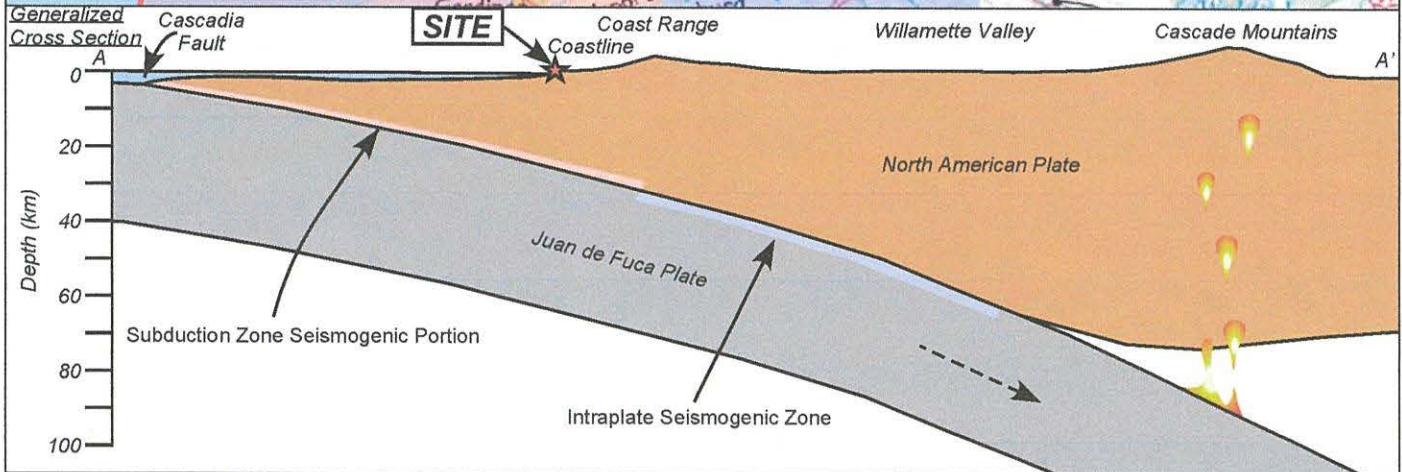 Generalized
Cross Section
Cascadia
Fault
SITE
Coastline
Coast Range
Willamette Valley
Cascade Mountains
A
A'
0
20
40
60
80
100
Depth (km)
North American Plate
Juan de Fuca Plate
Subduction Zone Seismogenic Portion
Intraplate Seismogenic Zone